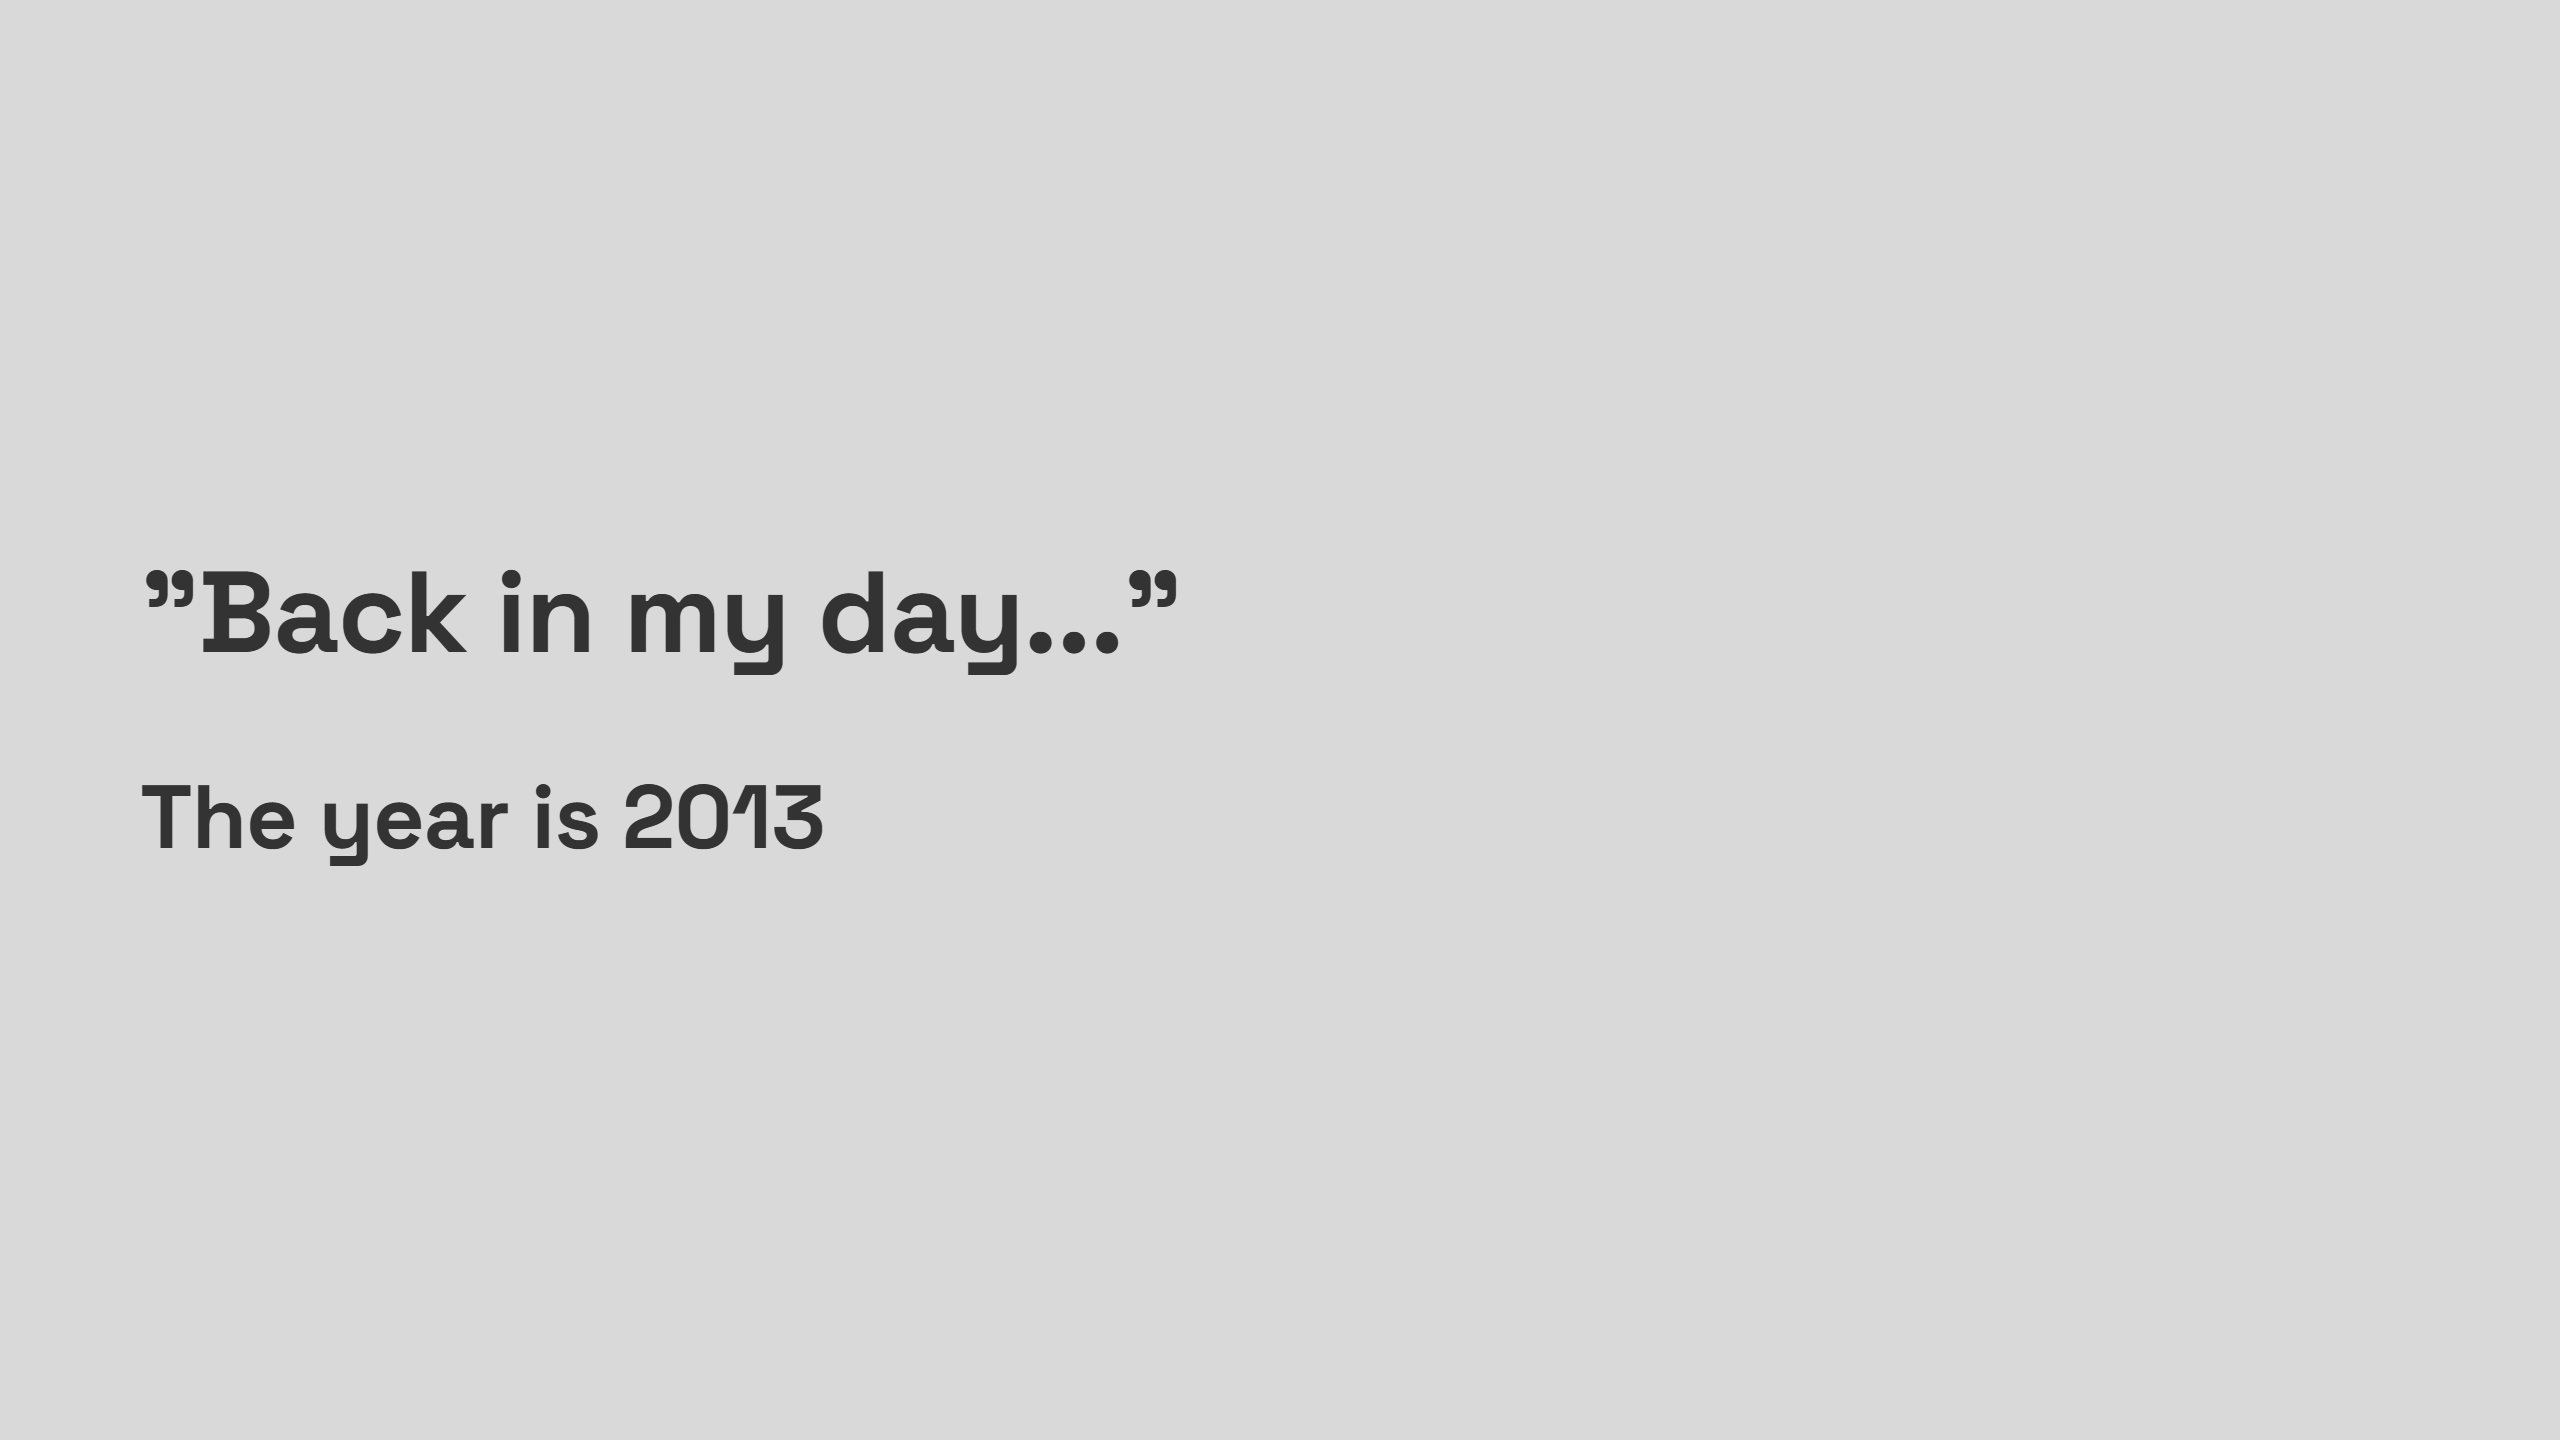 ”Back in my day...”
The year is 2013